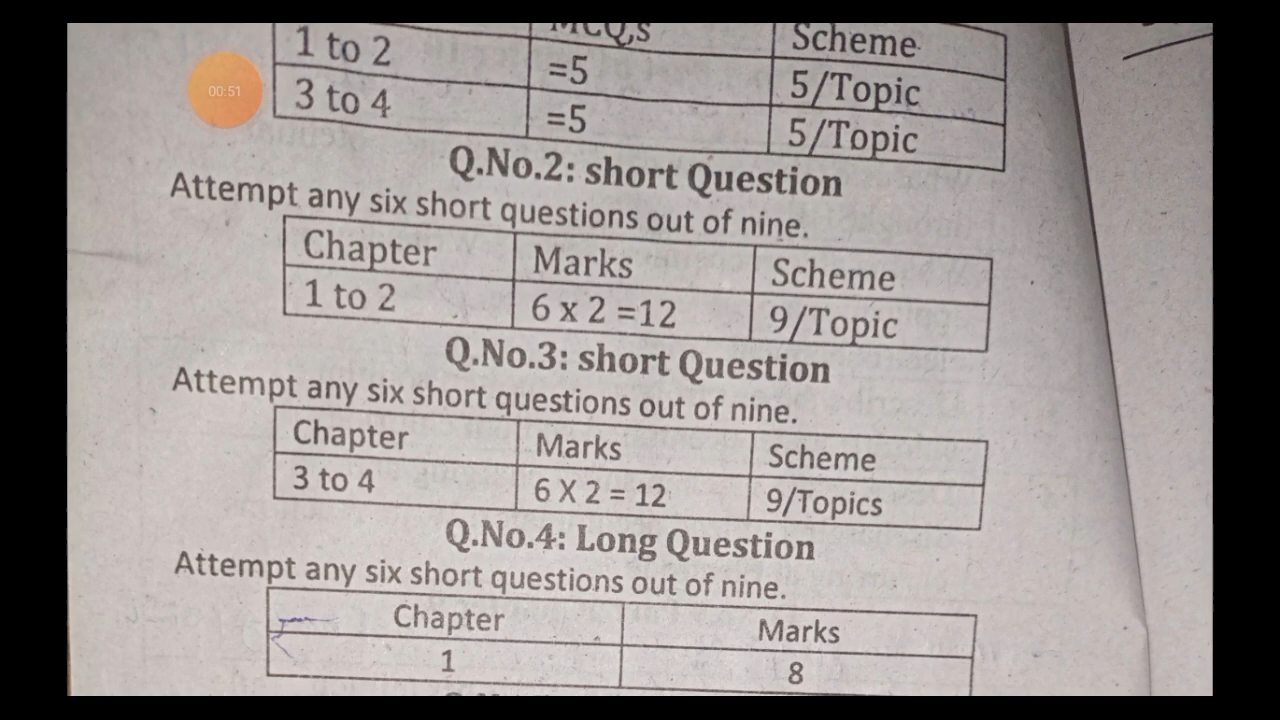 MCQ,s Scheme
1 to 2 =5 5/Topic
3 to 4 =5 5/Topic
00:51
Q.No.2: short Question
Attempt any six short questions out of nine.
Chapter Marks Scheme
1 to 2 6 x 2 =12 9/Topic
Q.No.3: short Question
Attempt any six short questions out of nine.
Chapter Marks Scheme
3 to 4 6 X 2 = 12 9/Topics
Q.No.4: Long Question
Attempt any six short questions out of nine.
Chapter Marks
1 8